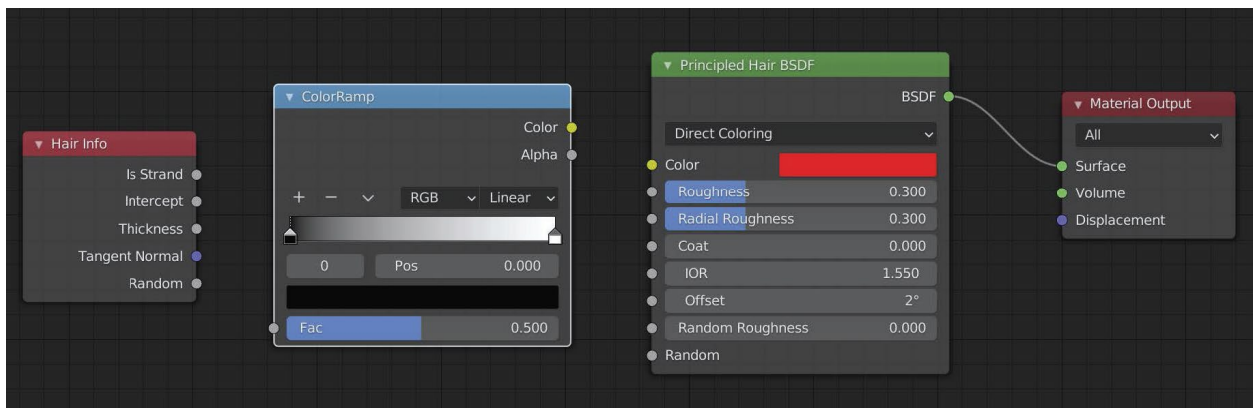 Hair Info
Is Strand
Intercept
Thickness
Tangent Normal
Random
ColorRamp
Color
Alpha
RGB Linear
0 Pos 0.000
Fac 0.500
Principled Hair BSDF
BSDF
Direct Coloring
Color
Roughness 0.300
Radial Roughness 0.300
Coat 0.000
IOR 1.550
Offset 2°
Random Roughness 0.000
Random
Material Output
All
Surface
Volume
Displacement